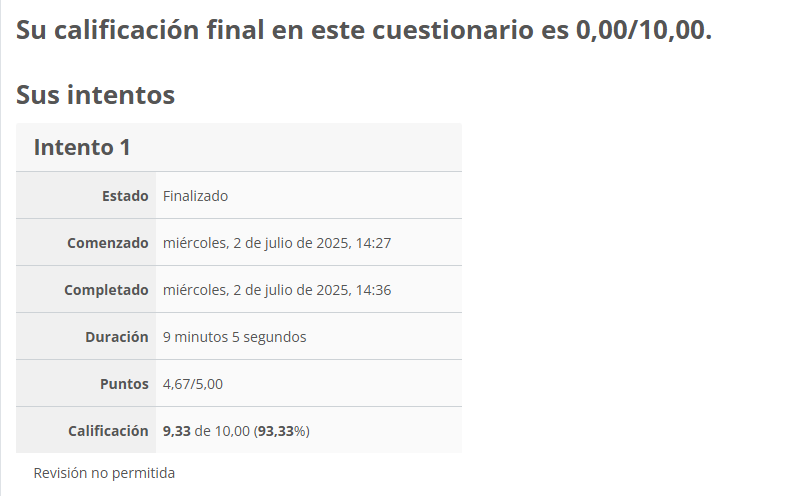 Su calificación final en este cuestionario es 0,00/10,00.
Sus intentos
Intento 1
Estado Finalizado
Comenzado miércoles, 2 de julio de 2025, 14:27
Completado miércoles, 2 de julio de 2025, 14:36
Duración 9 minutos 5 segundos
Puntos 4,67/5,00
Calificación 9,33 de 10,00 (93,33%)
Revisión no permitida